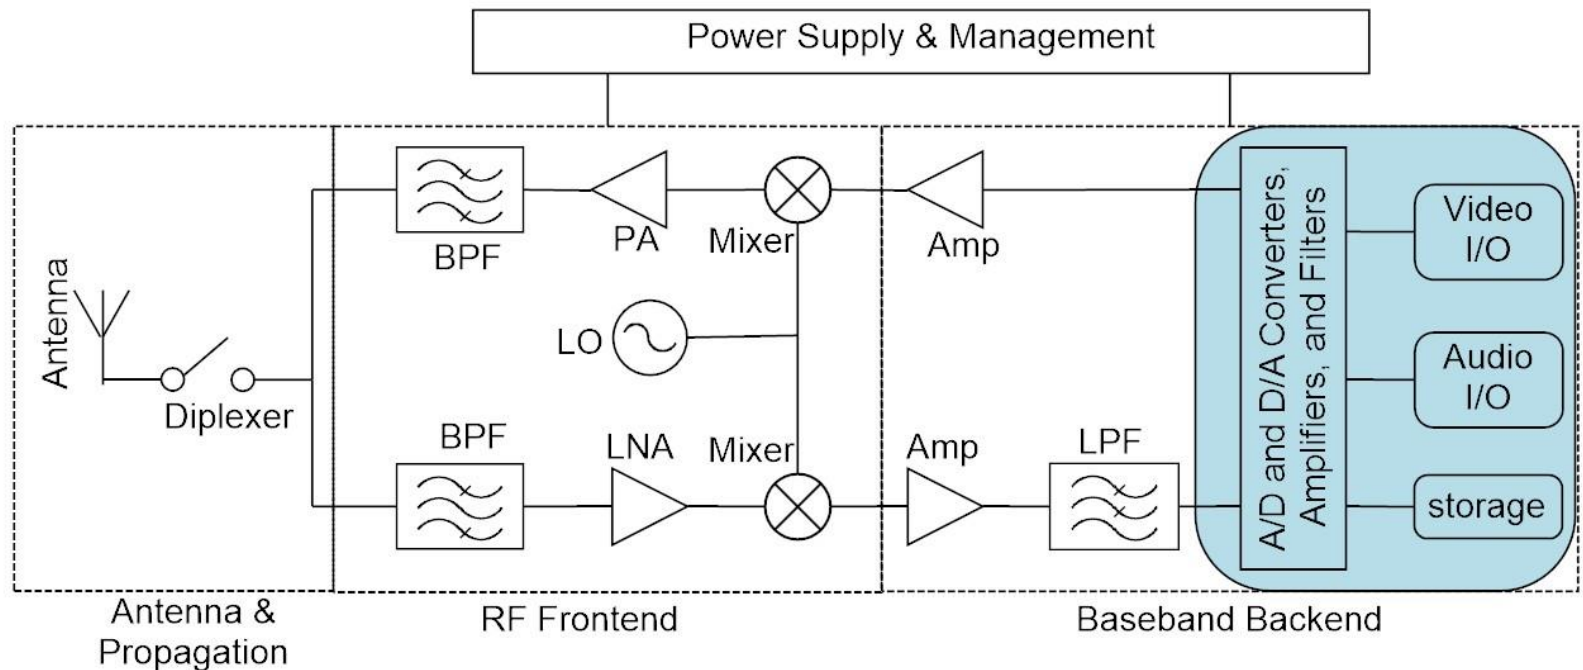 Power Supply & Management
BPF
PA
Mixer
Amp
A/D and D/A Converters,
Amplifiers, and Filters
Video
I/O
Antenna
Diplexer
LO
Audio
I/O
BPF
LNA
Mixer
Amp
LPF
storage
Antenna &
Propagation
RF Frontend
Baseband Backend